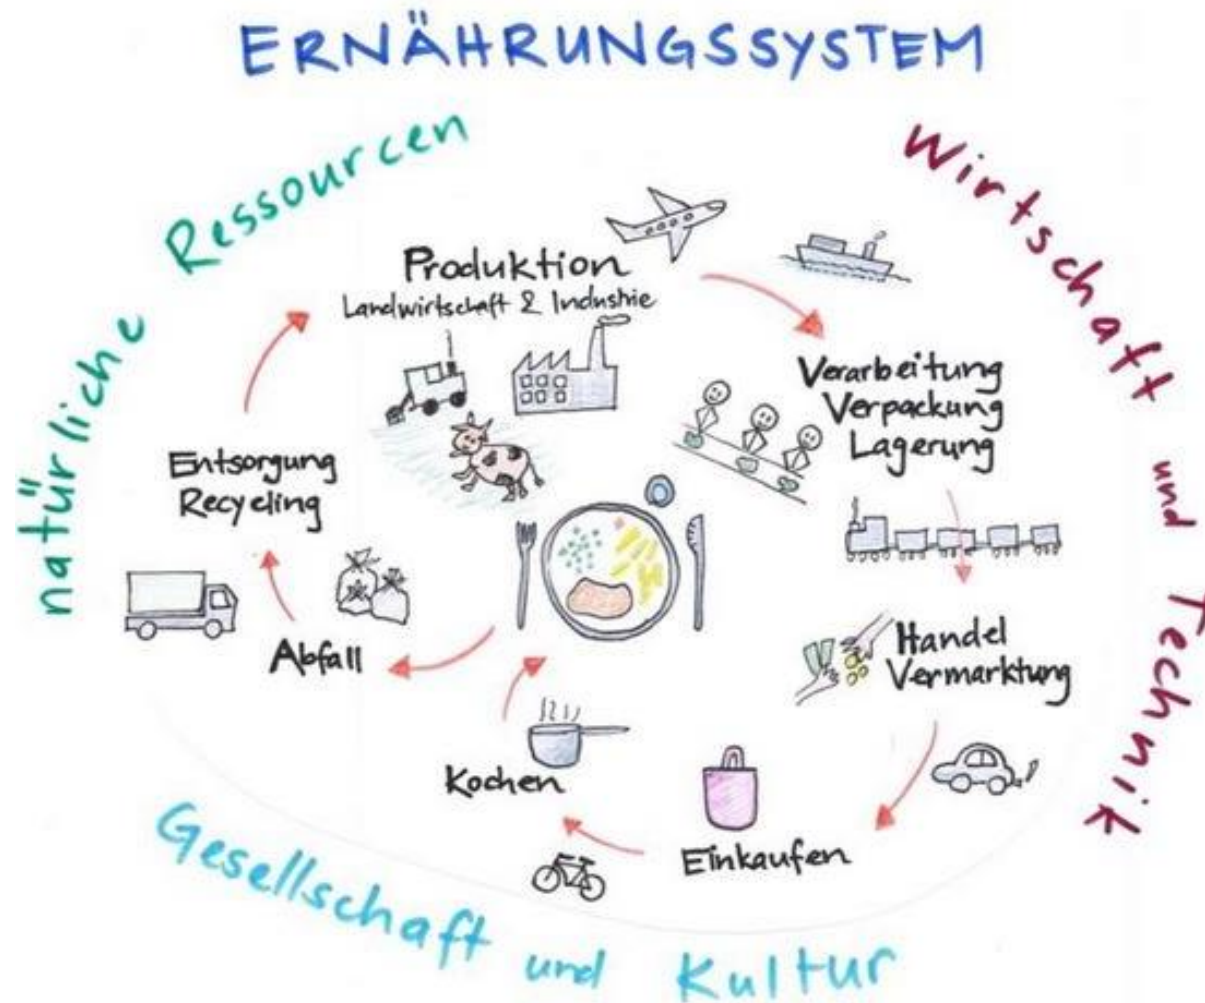 ERNÄHRUNGSSYSTEM
natürliche Ressourcen
Wirtschaft und Technik
Produktion
Landwirtschaft & Industrie
Verarbeitung
Verpackung
Lagerung
Handel
Vermarktung
Einkaufen
Kochen
Abfall
Entsorgung
Recycling
Gesellschaft und Kultur